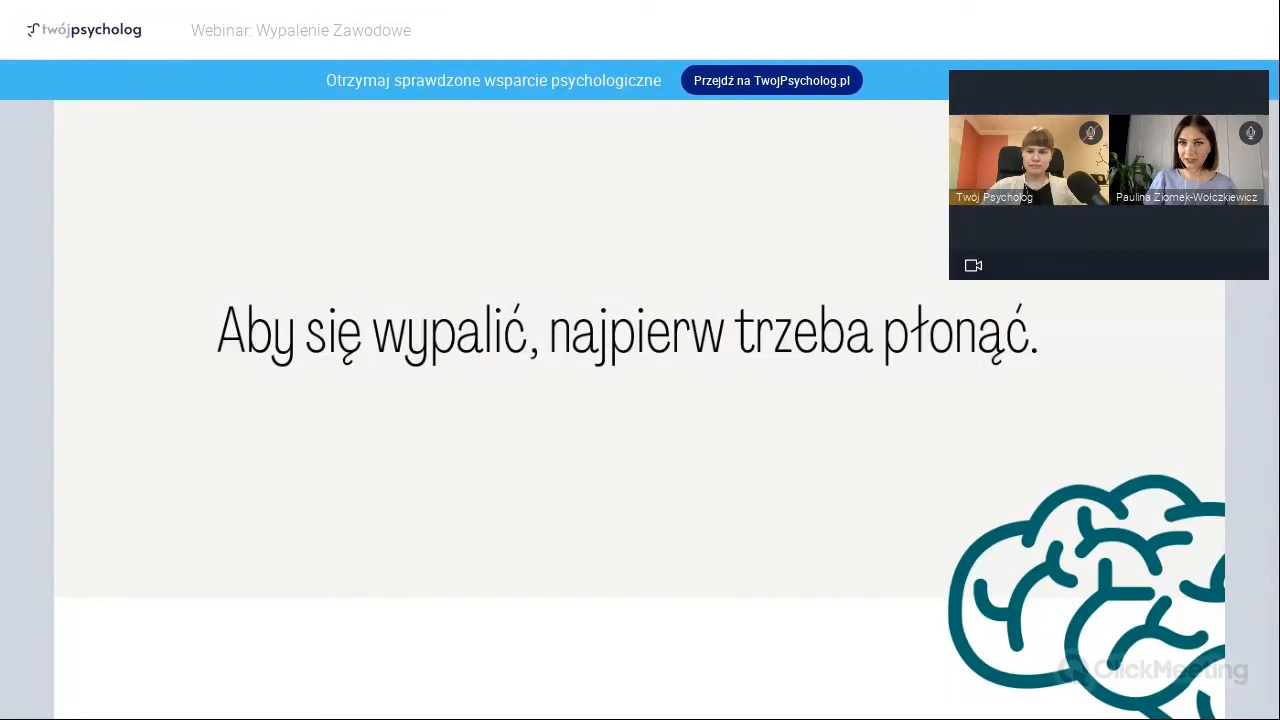 twójpsycholog
Webinar: Wypalenie Zawodowe
Otrzymaj sprawdzone wsparcie psychologiczne
Przejdź na TwojPsycholog.pl
Twój Psycholog
Paulina Ziomek-Wołczkiewicz
Aby się wypalić, najpierw trzeba płonąć.
ClickMeeting